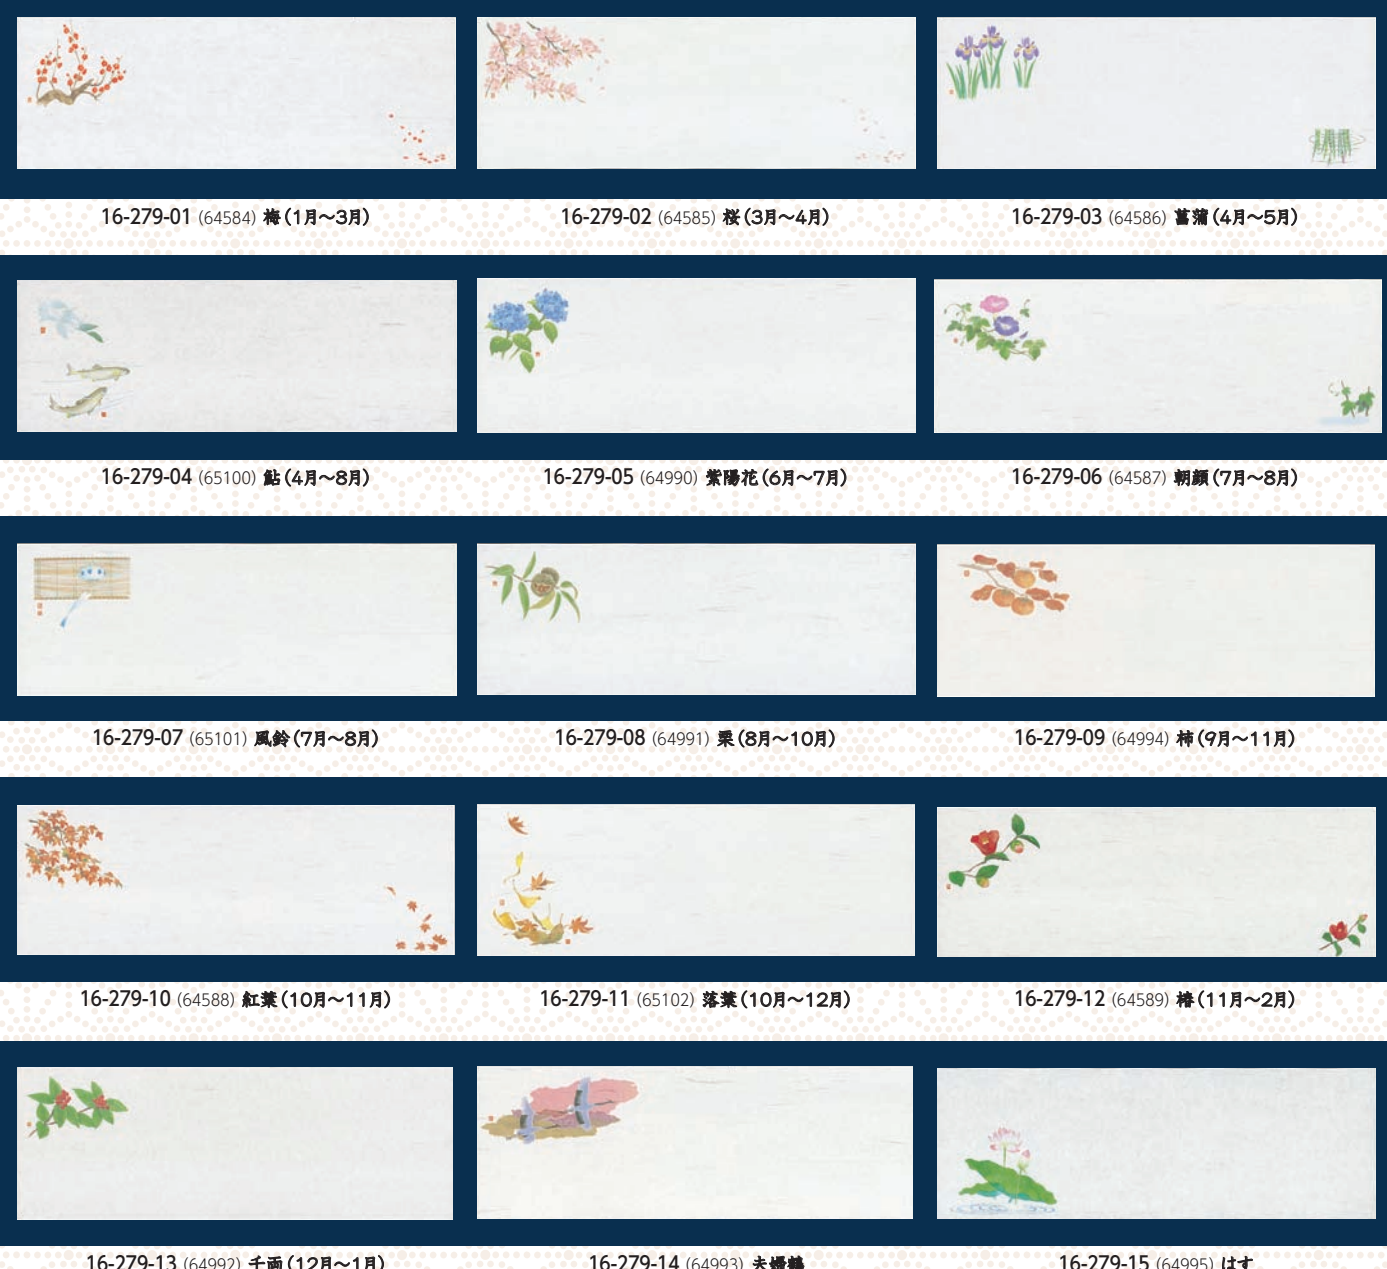 16-279-01 (64584) 梅(1月〜3月)
16-279-02 (64585) 桜(3月〜4月)
16-279-03 (64586) 菖蒲(4月〜5月)
16-279-04 (65100) 鮎(4月〜8月)
16-279-05 (64990) 紫陽花(6月〜7月)
16-279-06 (64587) 朝顔(7月〜8月)
16-279-07 (65101) 風鈴(7月〜8月)
16-279-08 (64991) 栗(8月〜10月)
16-279-09 (64994) 柿(9月〜11月)
16-279-10 (64588) 紅葉(10月〜11月)
16-279-11 (65102) 落葉(10月〜12月)
16-279-12 (64589) 椿(11月〜2月)
16-279-13 (64992) 千両(12月〜1月)
16-279-14 (64993) 夫婦鶴
16-279-15 (64995) はす